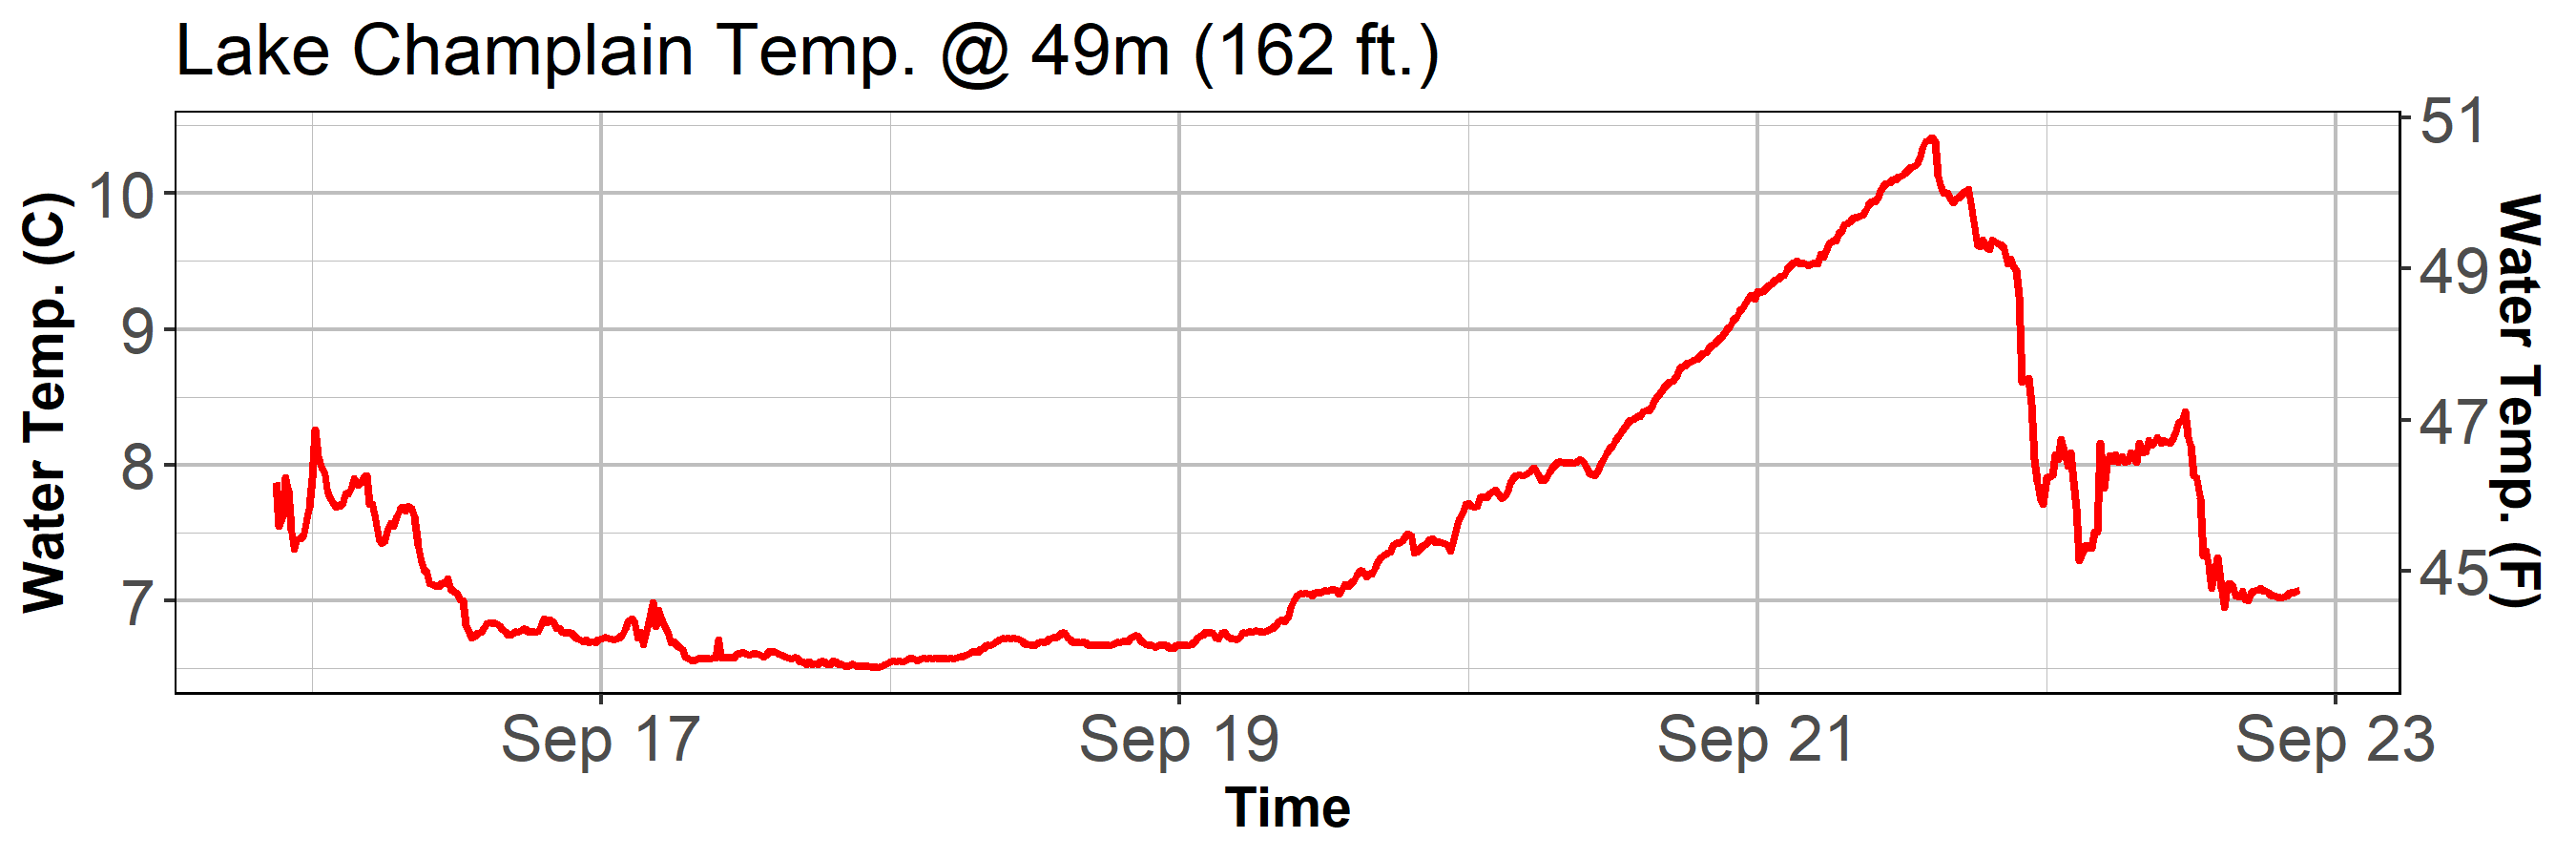 Lake Champlain Temp. @ 49m (162 ft.)
Water Temp. (C)
10
9
8
7
51
49
47
45
Water Temp. (F)
Sep 17
Sep 19
Sep 21
Sep 23
Time